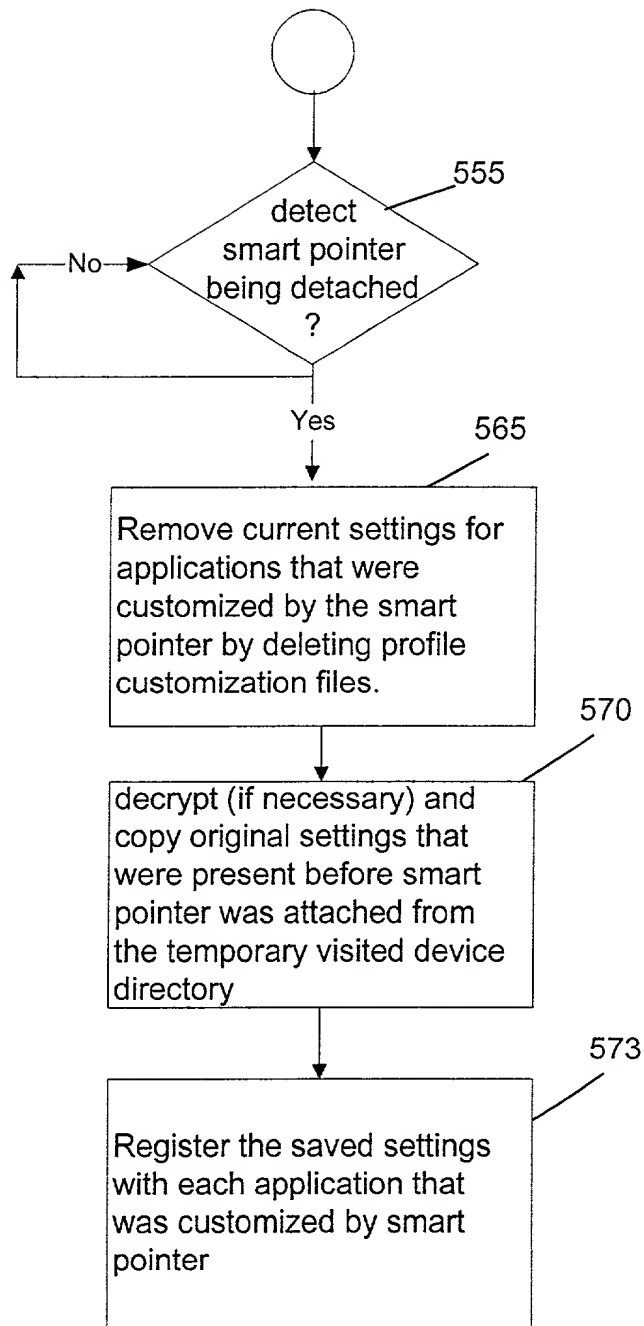 555
detect
smart pointer
being detached
?
No
Yes
565
Remove current settings for
applications that were
customized by the smart
pointer by deleting profile
customization files.
570
decrypt (if necessary) and
copy original settings that
were present before smart
pointer was attached from
the temporary visited device
directory
573
Register the saved settings
with each application that
was customized by smart
pointer